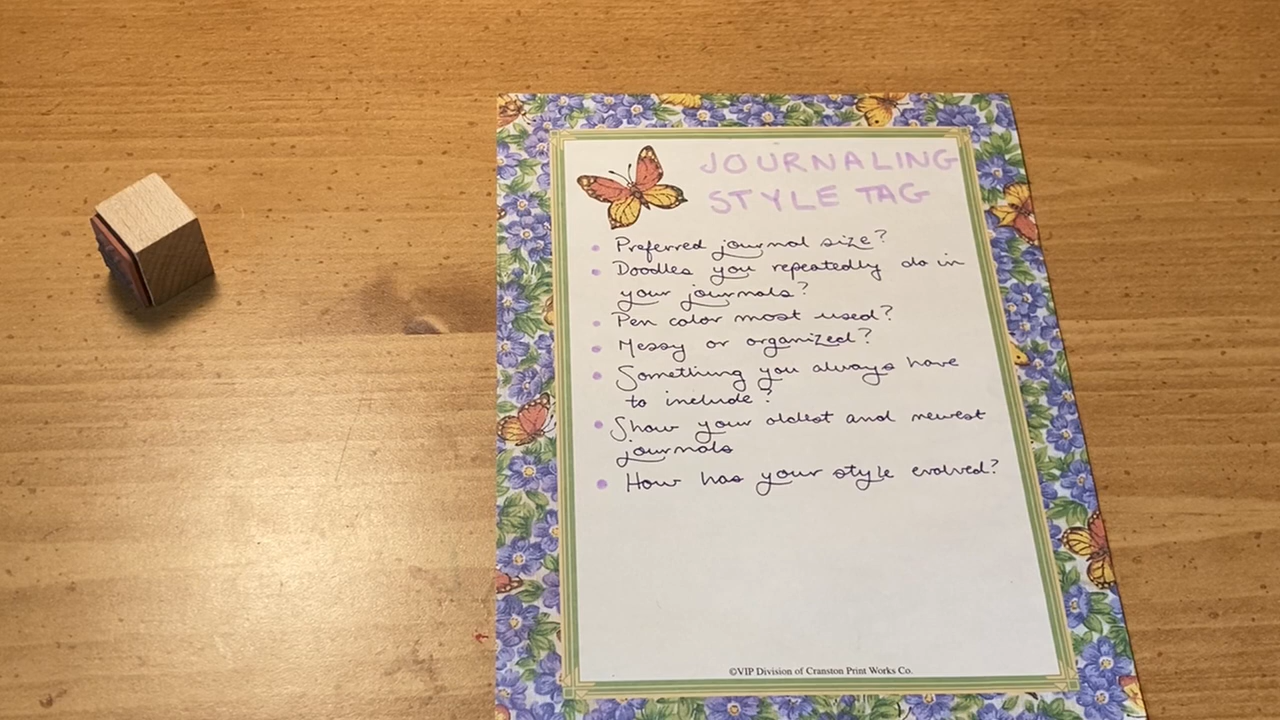 JOURNALING
STYLE TAG
Preferred journal size?
Doodles you repeatedly do in
your journals?
Pen color most used?
Messy or organized?
Something you always have
to include?
Show your oldest and newest
journals
How has your style evolved?
©VIP Division of Cranston Print Works Co.